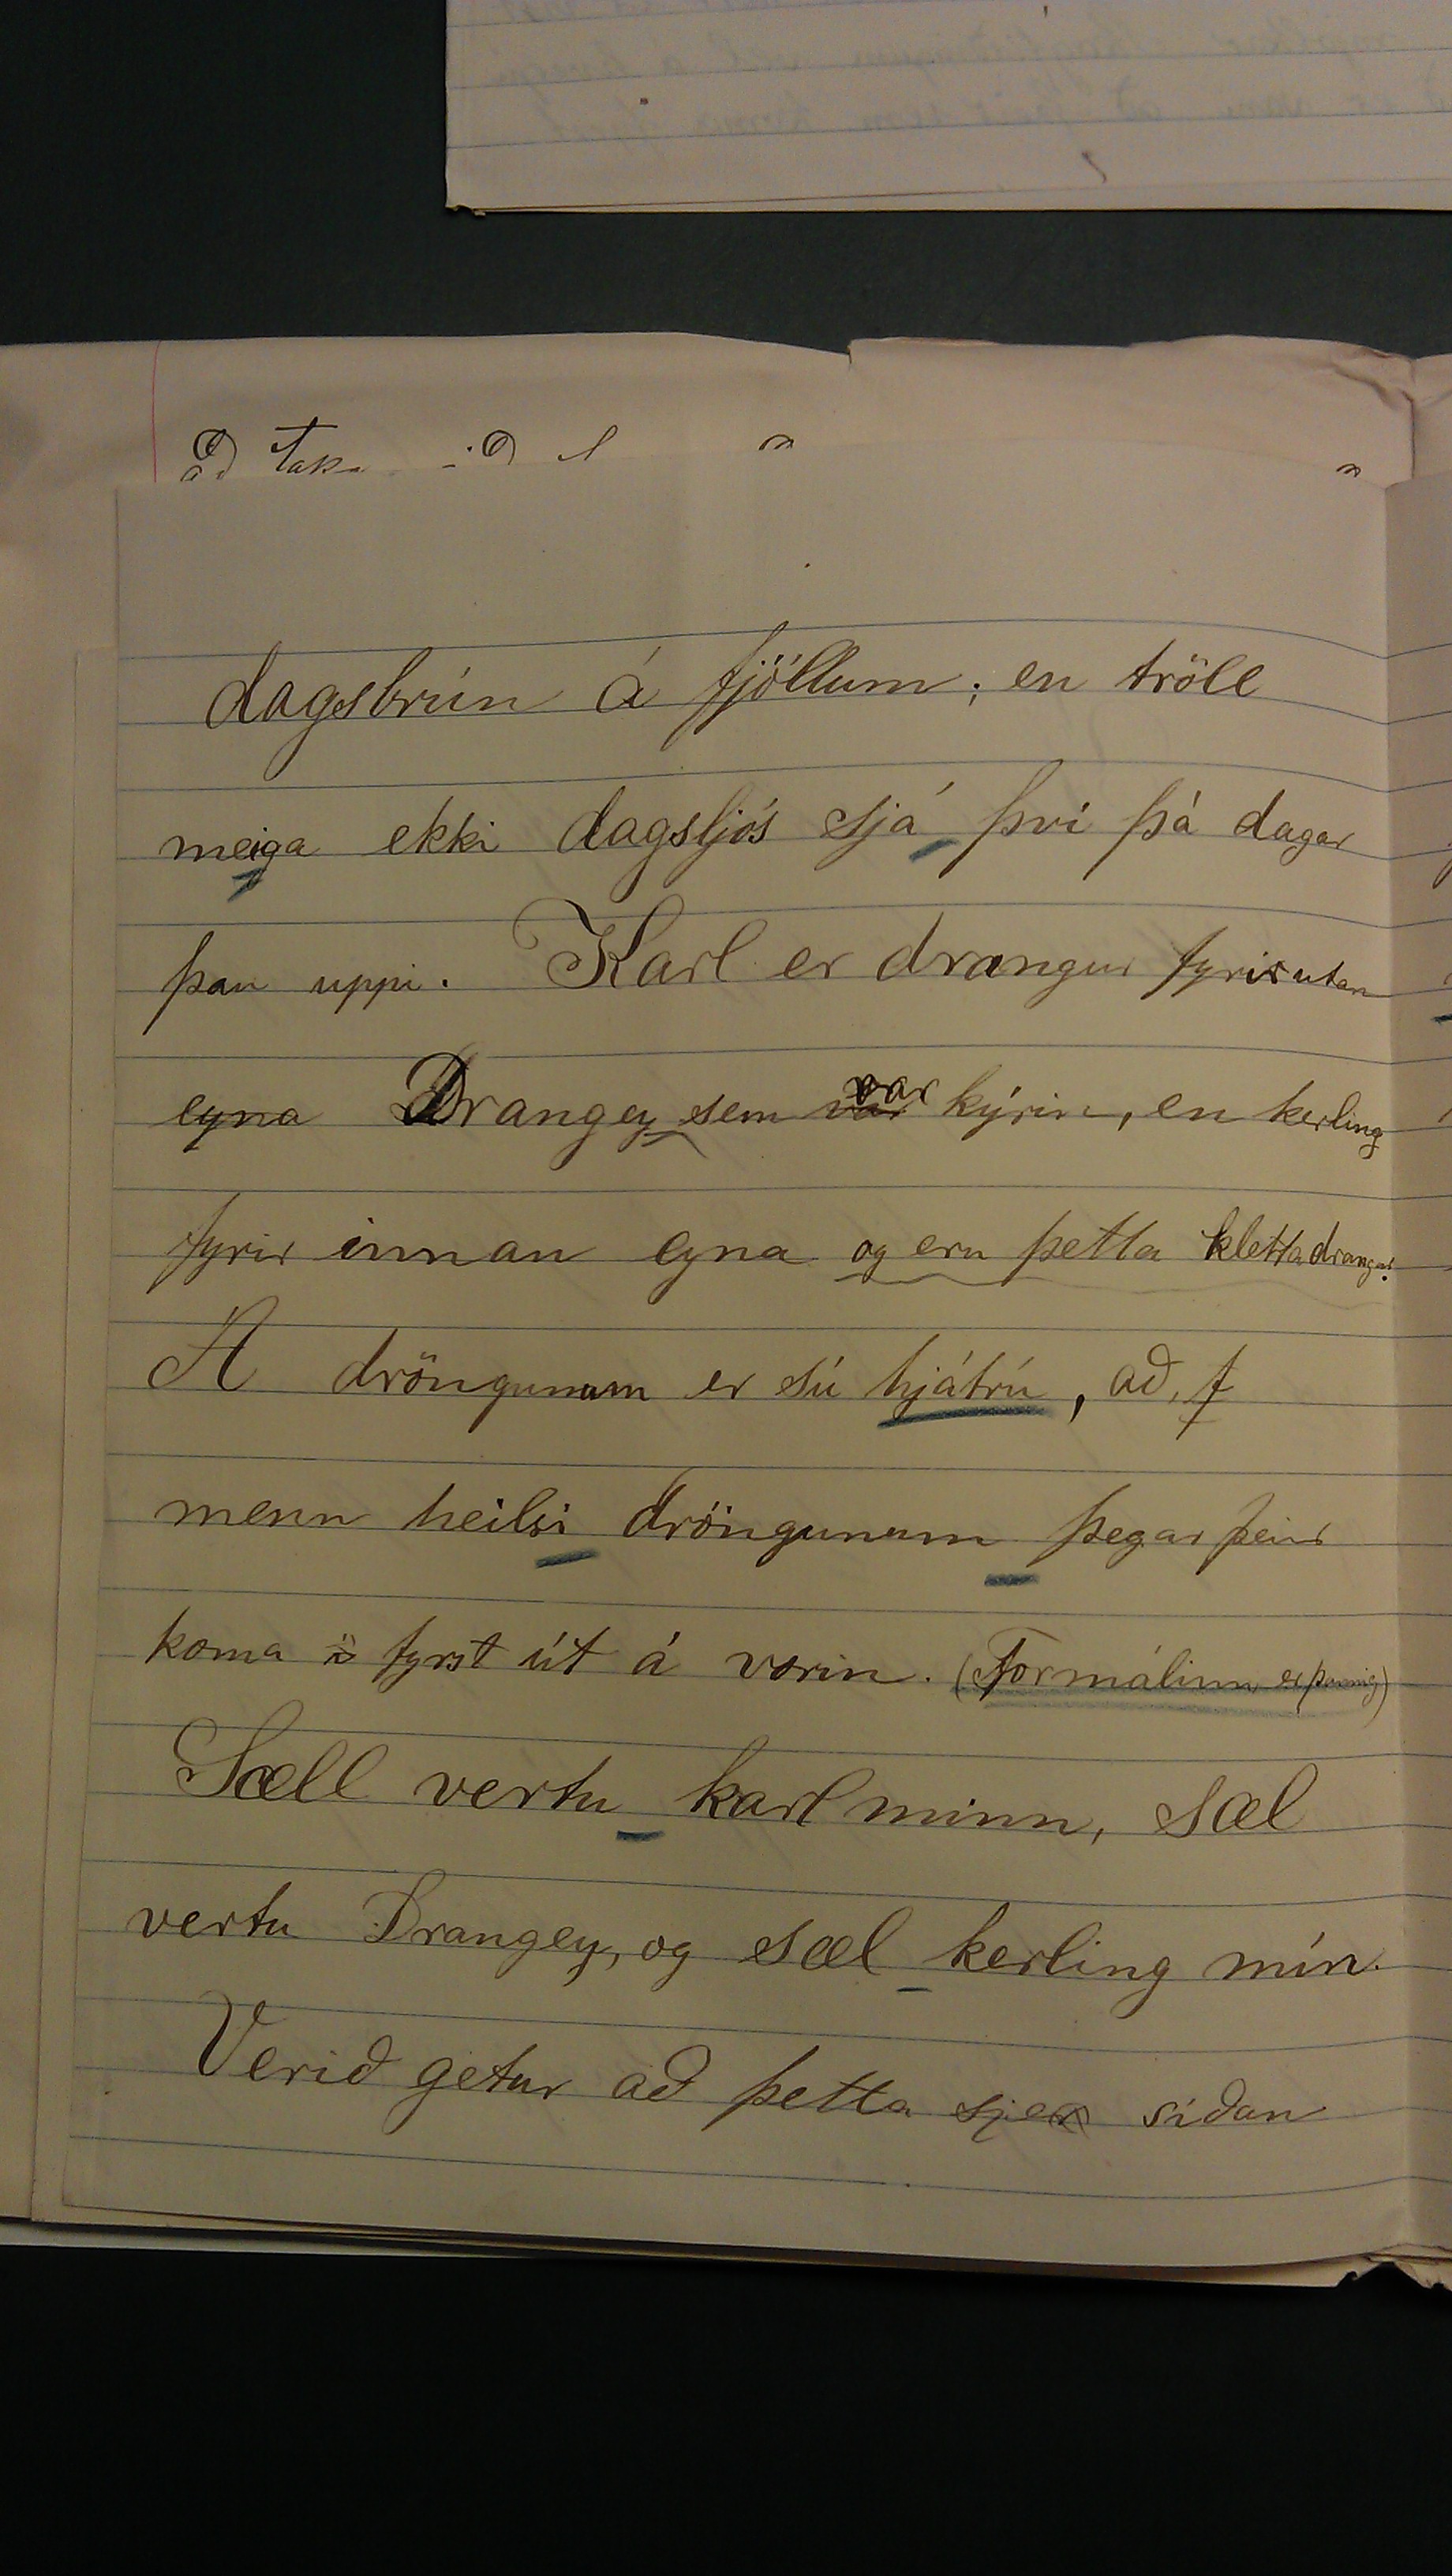 dagsbrún á fjöllum; en tröll
meiga ekki dagsljós sjá því þá dagar
þau uppi. Karl er drangur fyrir utan
eyna Drangey sem var var kýrin, en kerling
fyrir innan eyna og eru þetta klettadrangar.
Á dröngunum er sú hjátrú, að f
menn heilsi dröngunum þegar þeir
koma fyrst út á vorin. (Formálinn er þannig)
Sæll vertu karl minn, sæl
vertu Drangey, og sæl kerling mín.
Verið getur að þetta sje síðan